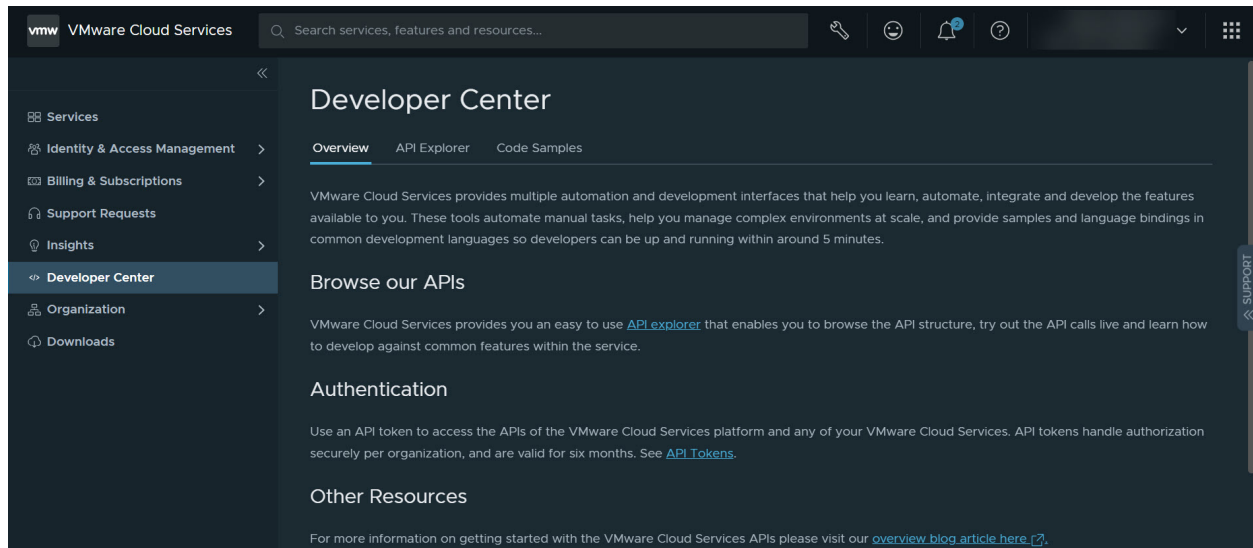 vmw VMware Cloud Services
Search services, features and resources...
2
Services
Identity & Access Management
Billing & Subscriptions
Support Requests
Insights
Developer Center
Organization
Downloads
Developer Center
Overview API Explorer Code Samples
VMware Cloud Services provides multiple automation and development interfaces that help you learn, automate, integrate and develop the features
available to you. These tools automate manual tasks, help you manage complex environments at scale, and provide samples and language bindings in
common development languages so developers can be up and running within around 5 minutes.
Browse our APIs
VMware Cloud Services provides you an easy to use API explorer that enables you to browse the API structure, try out the API calls live and learn how
to develop against common features within the service.
Authentication
Use an API token to access the APIs of the VMware Cloud Services platform and any of your VMware Cloud Services. API tokens handle authorization
securely per organization, and are valid for six months. See API Tokens.
Other Resources
For more information on getting started with the VMware Cloud Services APIs please visit our overview blog article here.
SUPPORT